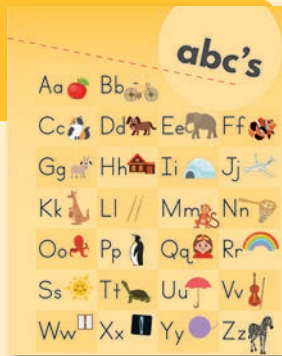 abc's
Aa Bb
Cc Dd Ee Ff
Gg Hh Ii Jj
Kk Ll Mm Nn
Oo Pp Qq Rr
Ss Tt Uu Vv
Ww Xx Yy Zz